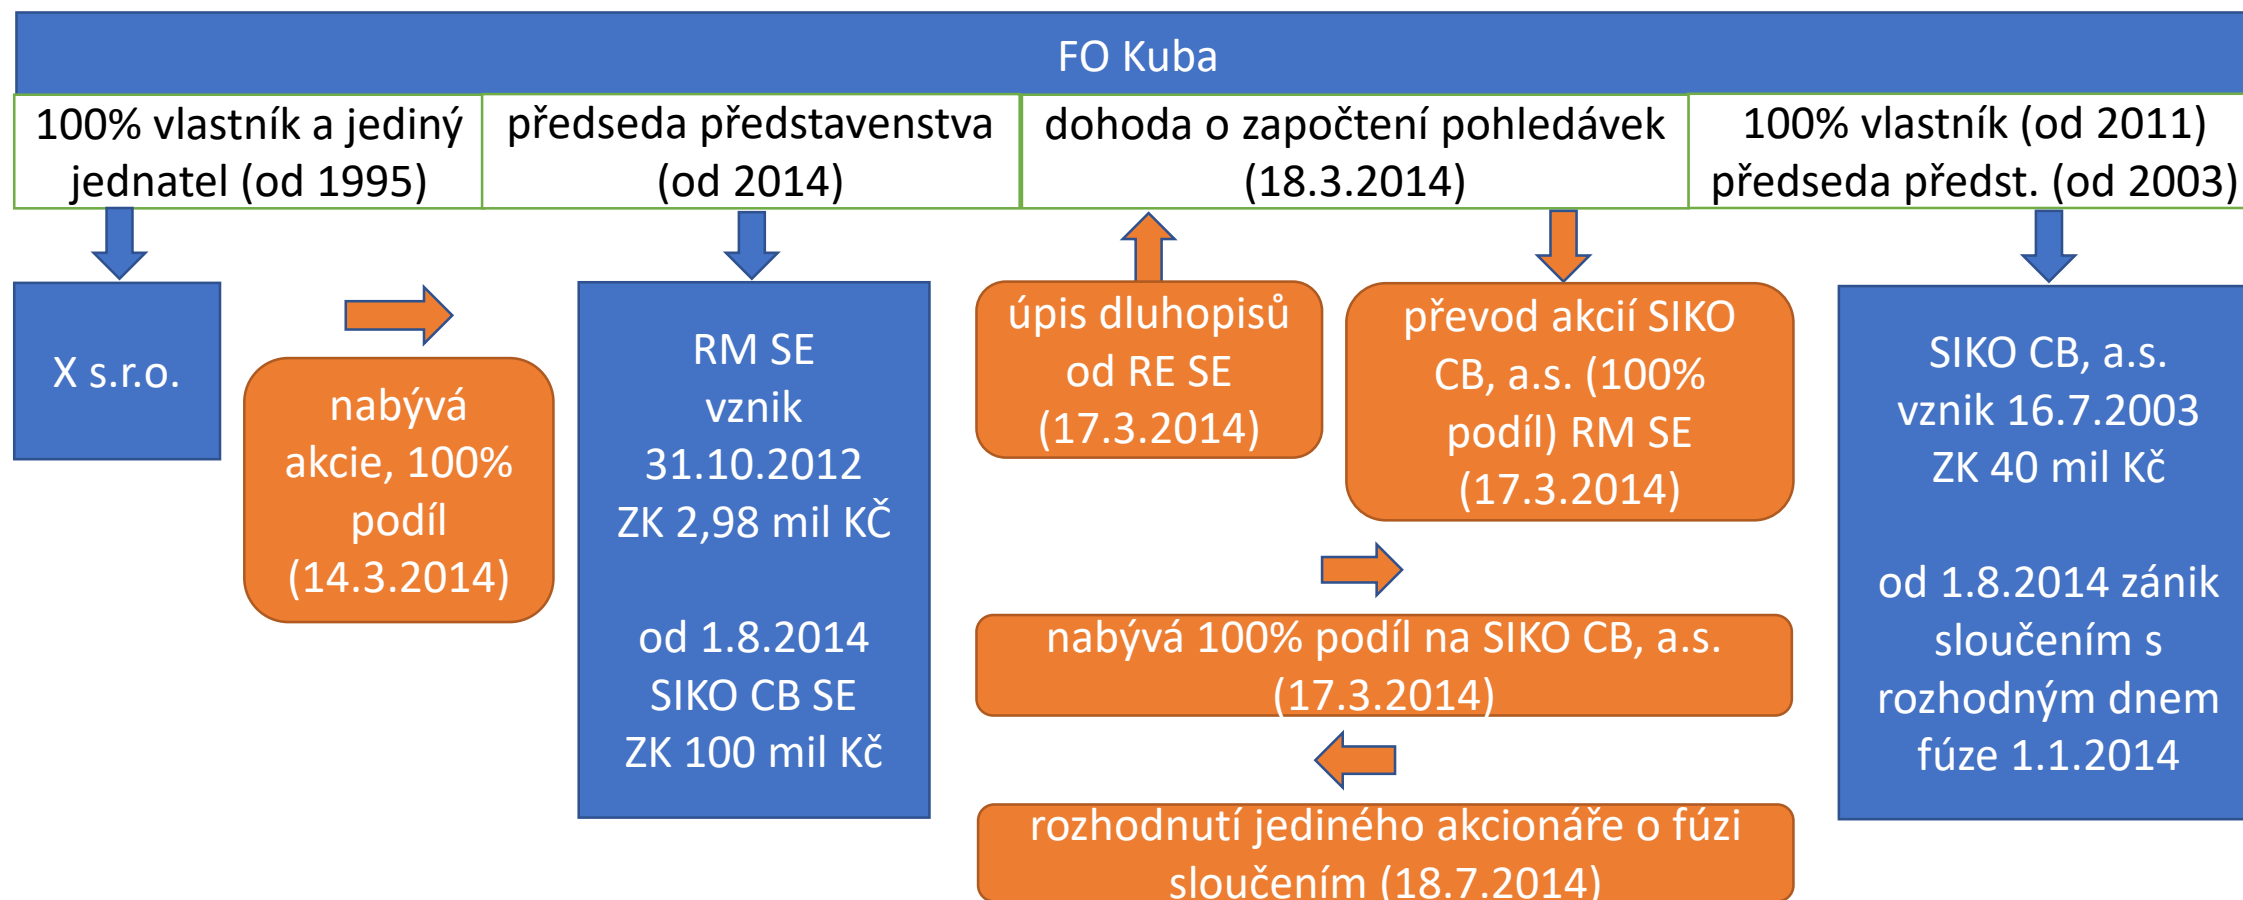 FO Kuba
100% vlastník a jediný
jednatel (od 1995)
předseda představenstva
(od 2014)
dohoda o započtení pohledávek
(18.3.2014)
100% vlastník (od 2011)
předseda předst. (od 2003)
X s.r.o.
nabývá
akcie, 100%
podíl
(14.3.2014)
RM SE
vznik
31.10.2012
ZK 2,98 mil KČ
od 1.8.2014
SIKO CB SE
ZK 100 mil Kč
úpis dluhopisů
od RE SE
(17.3.2014)
převod akcií SIKO
CB, a.s. (100%
podíl) RM SE
(17.3.2014)
nabývá 100% podíl na SIKO CB, a.s.
(17.3.2014)
rozhodnutí jediného akcionáře o fúzi
sloučením (18.7.2014)
SIKO CB, a.s.
vznik 16.7.2003
ZK 40 mil Kč
od 1.8.2014 zánik
sloučením s
rozhodným dnem
fúze 1.1.2014